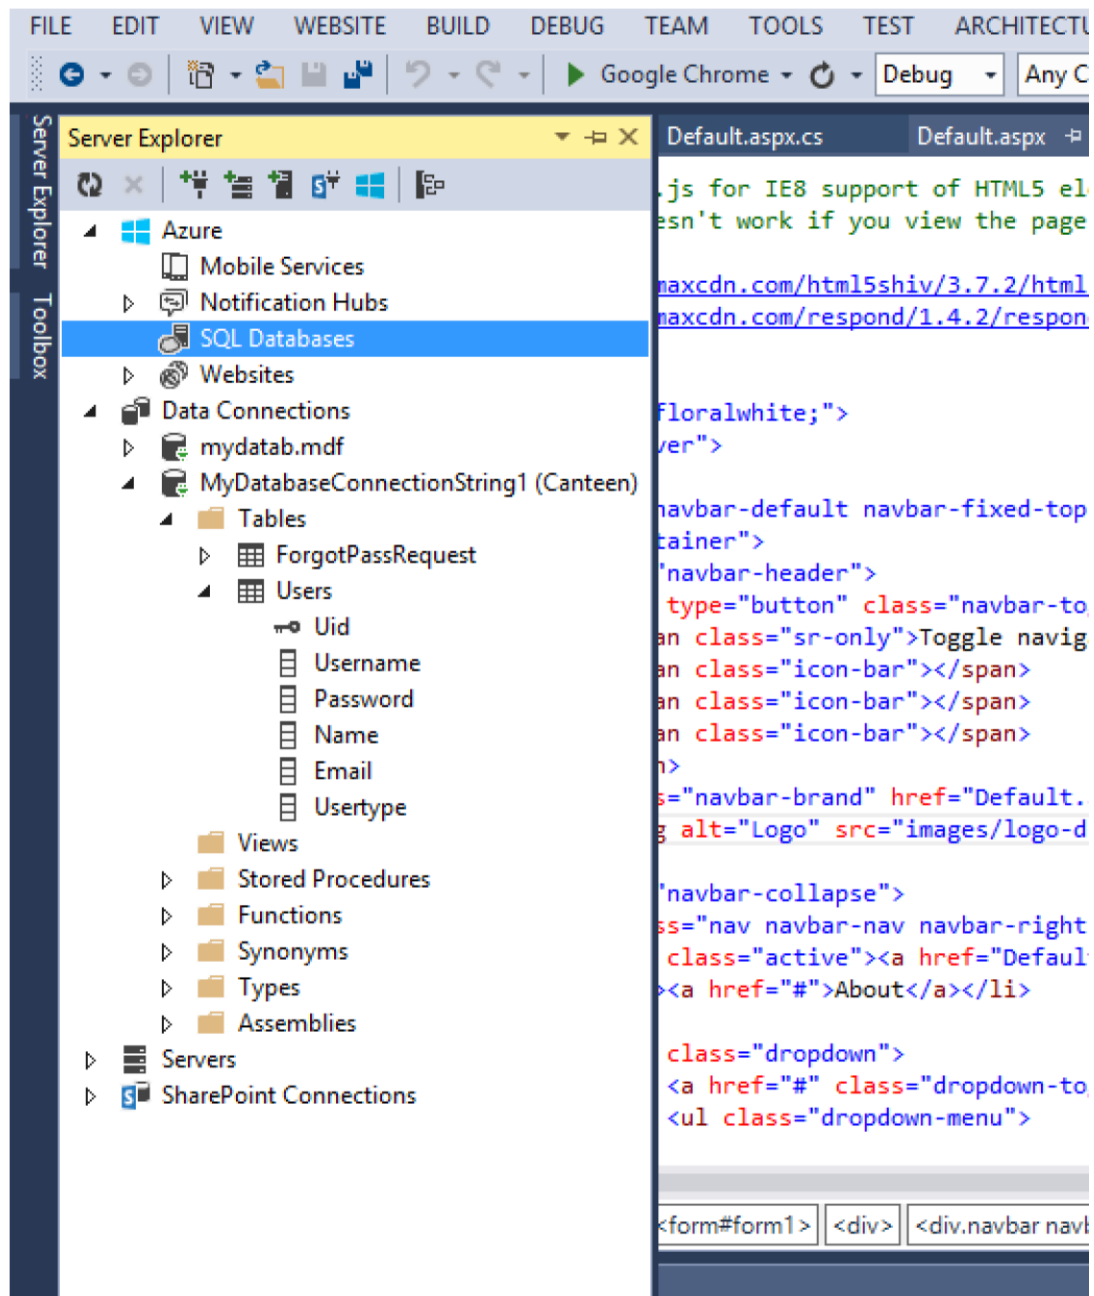 FILE EDIT VIEW WEBSITE BUILD DEBUG TEAM TOOLS TEST ARCHITECTU
Google Chrome Debug Any C
Server Explorer
Toolbox
Server Explorer
Azure
Mobile Services
Notification Hubs
SQL Databases
Websites
Data Connections
mydatab.mdf
MyDatabaseConnectionString1 (Canteen)
Tables
ForgotPassRequest
Users
Uid
Username
Password
Name
Email
Usertype
Views
Stored Procedures
Functions
Synonyms
Types
Assemblies
Servers
SharePoint Connections
Default.aspx.cs Default.aspx
.js for IE8 support of HTML5 el
esn't work if you view the page
maxcdn.com/html5shiv/3.7.2/html
maxcdn.com/respond/1.4.2/respon
floralwhite;">
ver">
navbar-default navbar-fixed-top
tainer">
"navbar-header">
type="button" class="navbar-to
an class="sr-only">Toggle navig
an class="icon-bar"></span>
an class="icon-bar"></span>
an class="icon-bar"></span>
n>
s="navbar-brand" href="Default.
g alt="Logo" src="images/logo-d
"navbar-collapse">
ss="nav navbar-nav navbar-right
class="active"><a href="Defaul
><a href="#">About</a></li>
class="dropdown">
<a href="#" class="dropdown-to
<ul class="dropdown-menu">
<form#form1> <div> <div.navbar navb